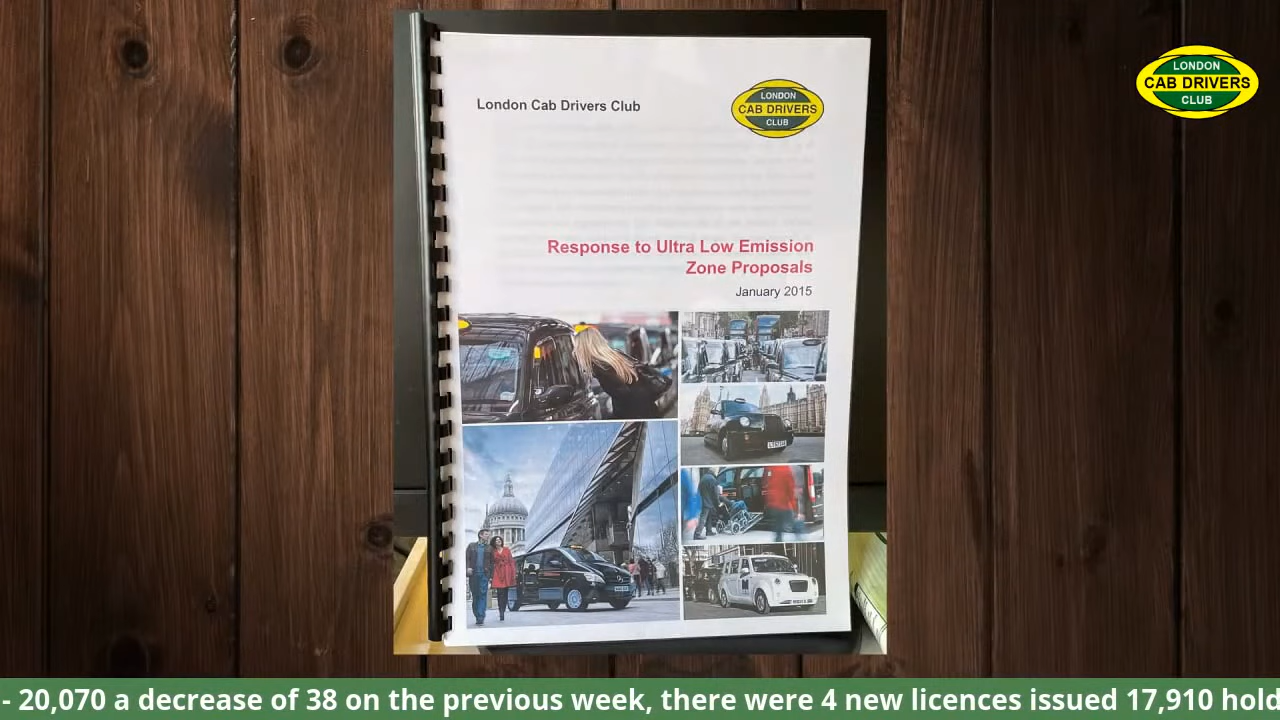 London Cab Drivers Club
LONDON
CAB DRIVERS
CLUB
LONDON
CAB DRIVERS
CLUB
Response to Ultra Low Emission
Zone Proposals
January 2015
- 20,070 a decrease of 38 on the previous week, there were 4 new licences issued 17,910 hold